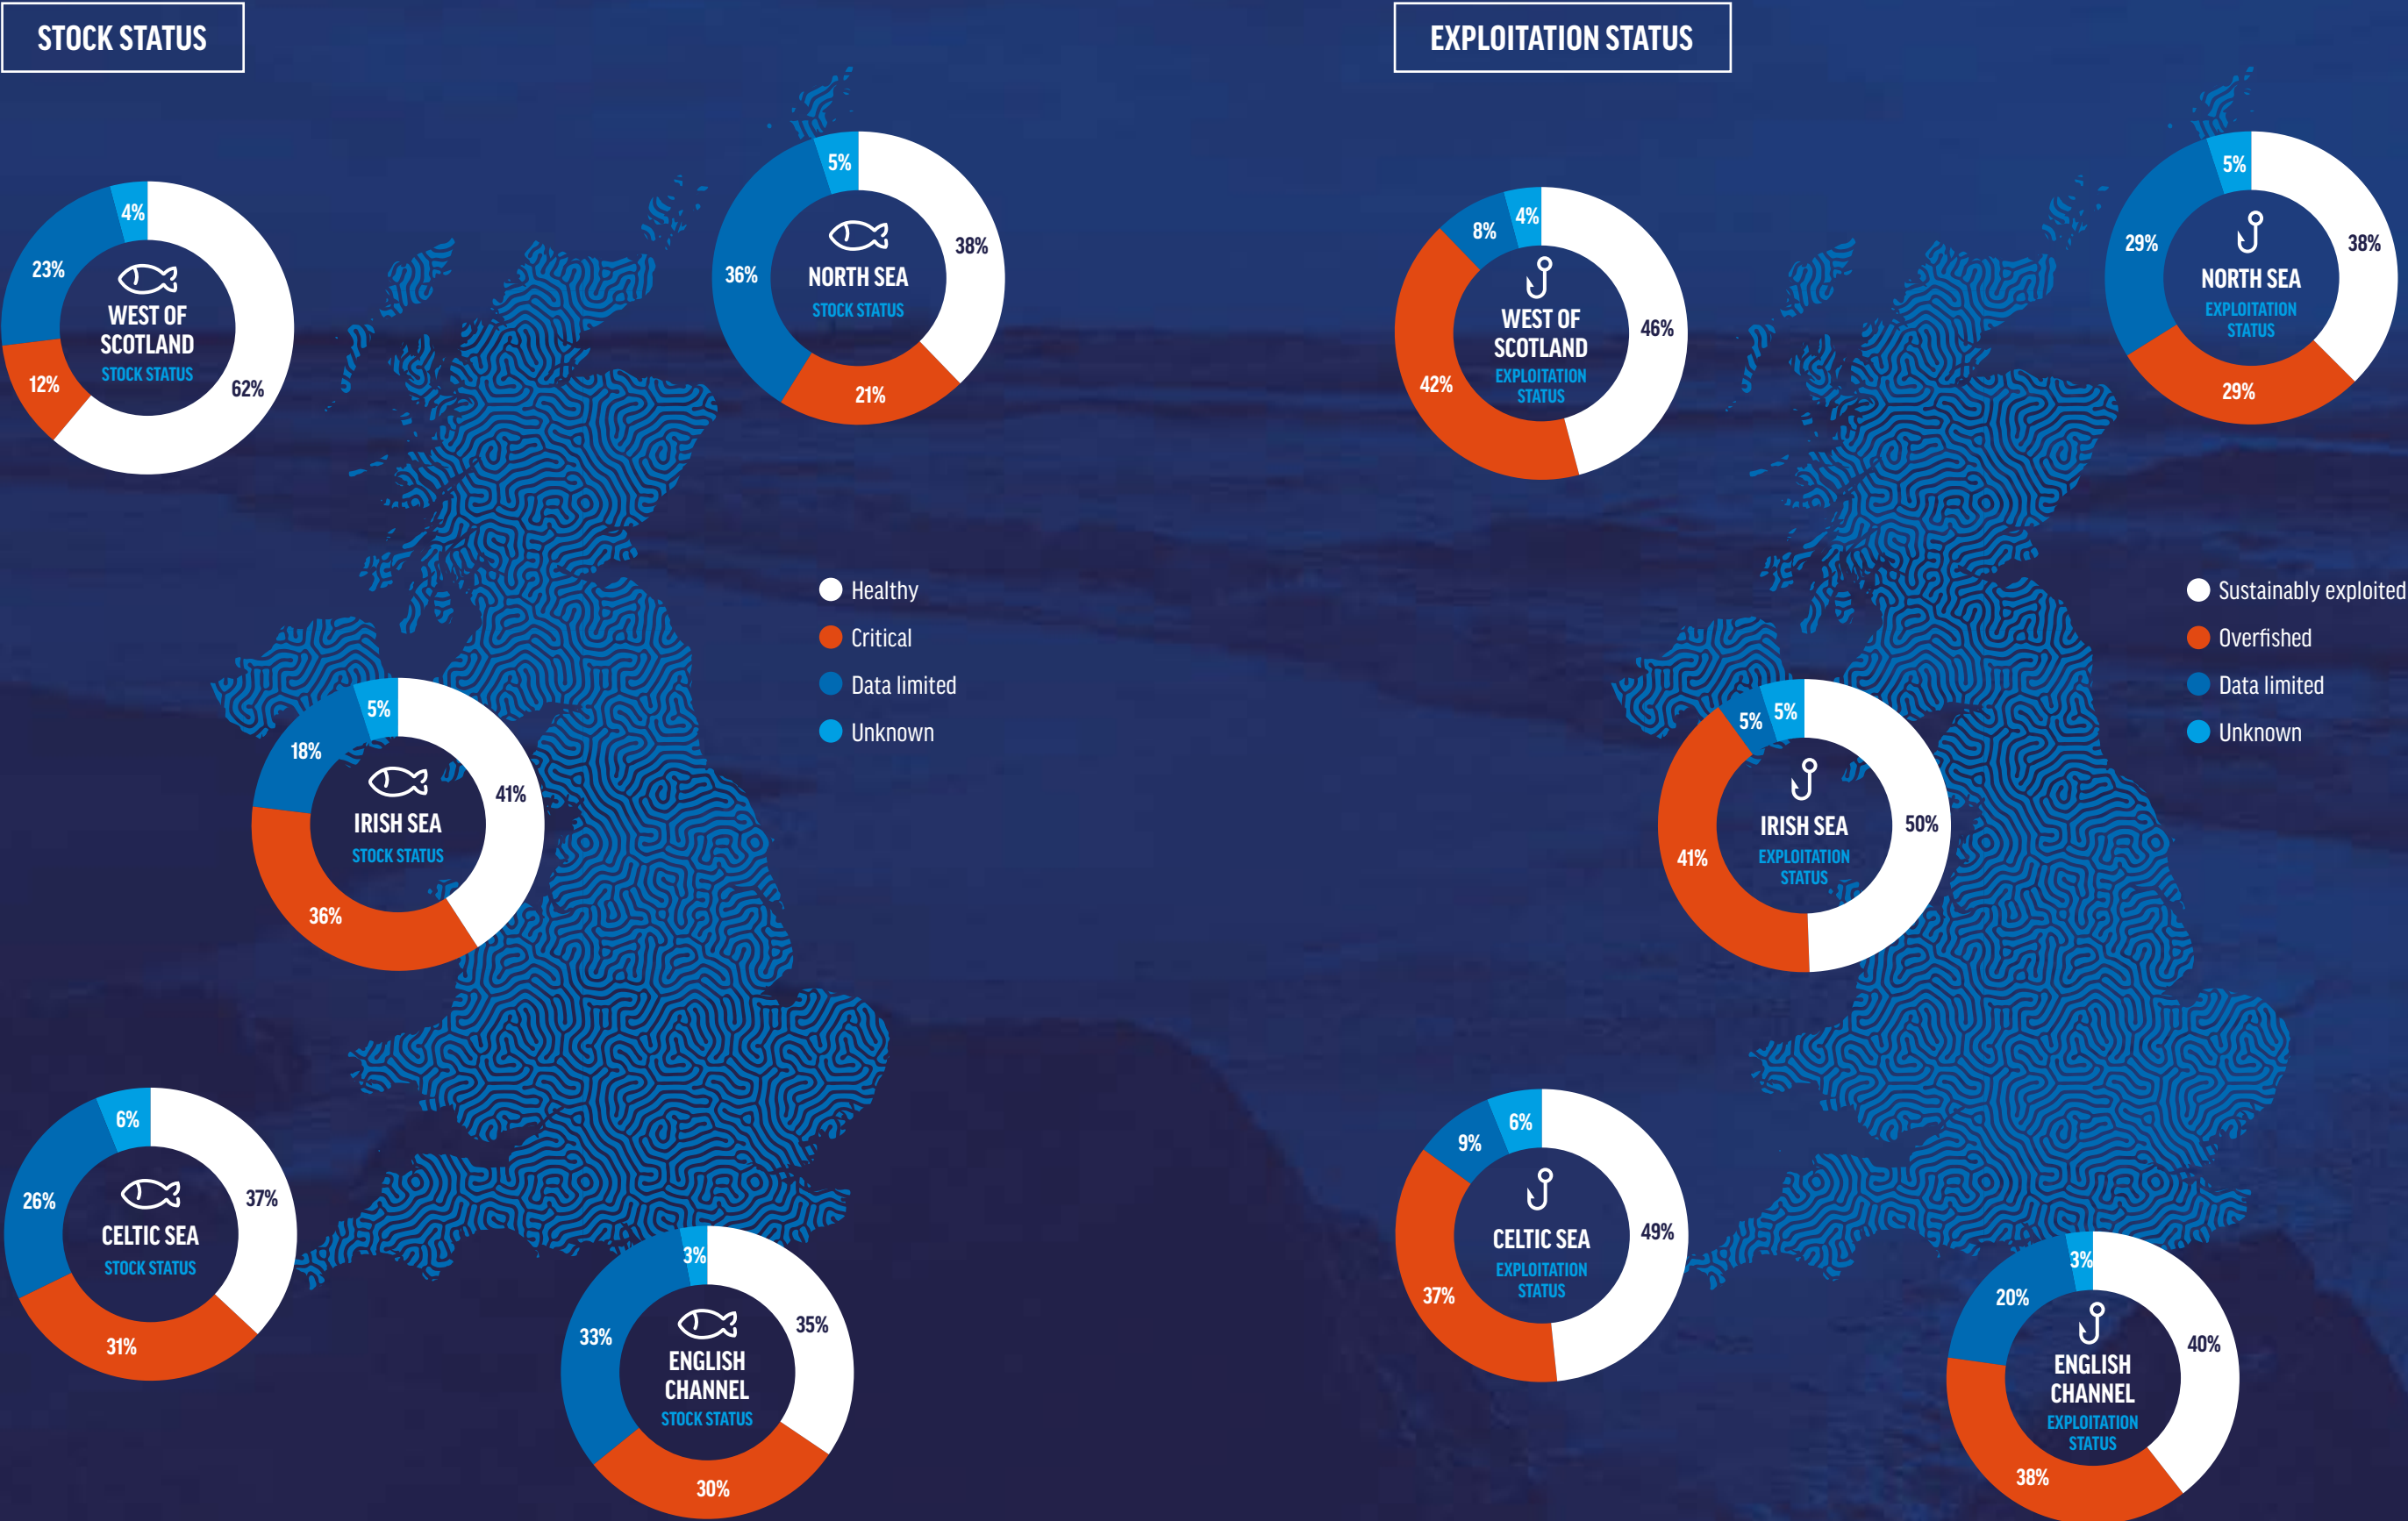 STOCK STATUS
4%
23%
12%
62%
WEST OF
SCOTLAND
STOCK STATUS
5%
38%
36%
21%
NORTH SEA
STOCK STATUS
Healthy
Critical
Data limited
Unknown
5%
18%
41%
36%
IRISH SEA
STOCK STATUS
6%
26%
37%
31%
CELTIC SEA
STOCK STATUS
3%
33%
35%
30%
ENGLISH
CHANNEL
STOCK STATUS
EXPLOITATION STATUS
4%
8%
46%
42%
WEST OF
SCOTLAND
EXPLOITATION
STATUS
5%
29%
38%
29%
NORTH SEA
EXPLOITATION
STATUS
Sustainably exploited
Overfished
Data limited
Unknown
5%
5%
50%
41%
IRISH SEA
EXPLOITATION
STATUS
6%
9%
49%
37%
CELTIC SEA
EXPLOITATION
STATUS
3%
20%
40%
38%
ENGLISH
CHANNEL
EXPLOITATION
STATUS